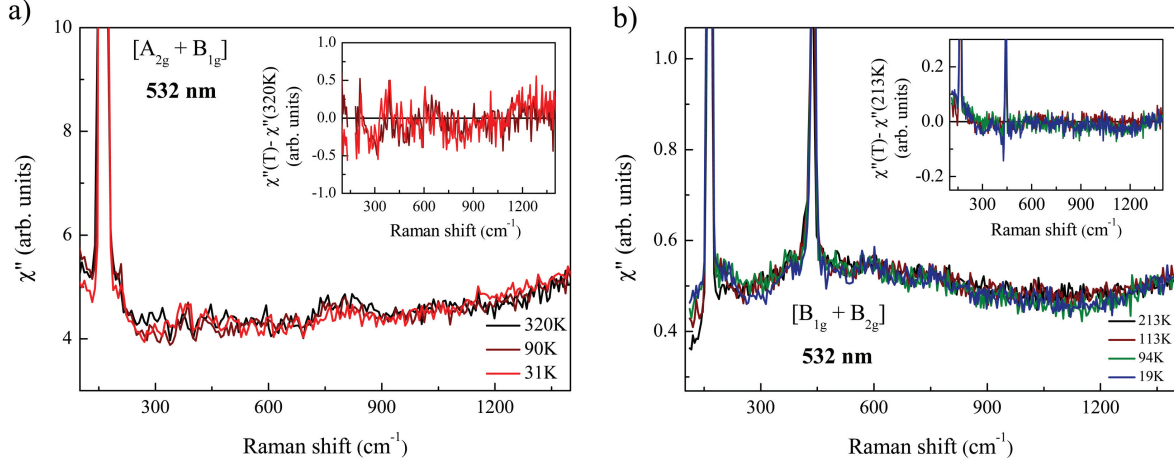 a)
[A2g + B1g]
532 nm
χ'' (arb. units)
10
8
6
4
300
600
900
1200
Raman shift (cm-1)
320K
90K
31K
χ''(T)- χ''(320K)
(arb. units)
1.0
0.5
0.0
-0.5
-1.0
300
600
900
1200
Raman shift (cm-1)
b)
[B1g + B2g]
532 nm
χ'' (arb. units)
1.0
0.8
0.6
0.4
300
600
900
1200
Raman shift (cm-1)
213K
113K
94K
19K
χ''(T)- χ''(213K)
(arb. units)
0.2
0.0
-0.2
300
600
900
1200
Raman shift (cm-1)